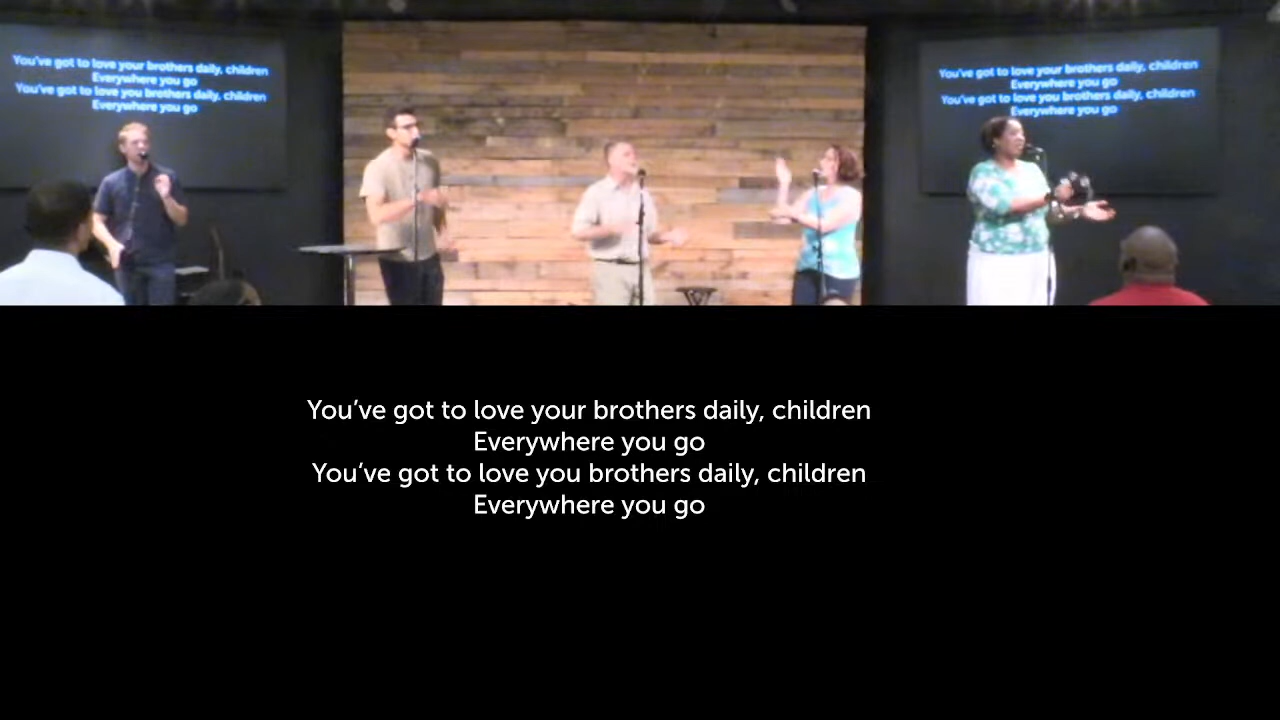 You've got to love your brothers daily, children
Everywhere you go
You've got to love you brothers daily, children
Everywhere you go
You've got to love your brothers daily, children
Everywhere you go
You've got to love you brothers daily, children
Everywhere you go
You’ve got to love your brothers daily, children
Everywhere you go
You’ve got to love you brothers daily, children
Everywhere you go